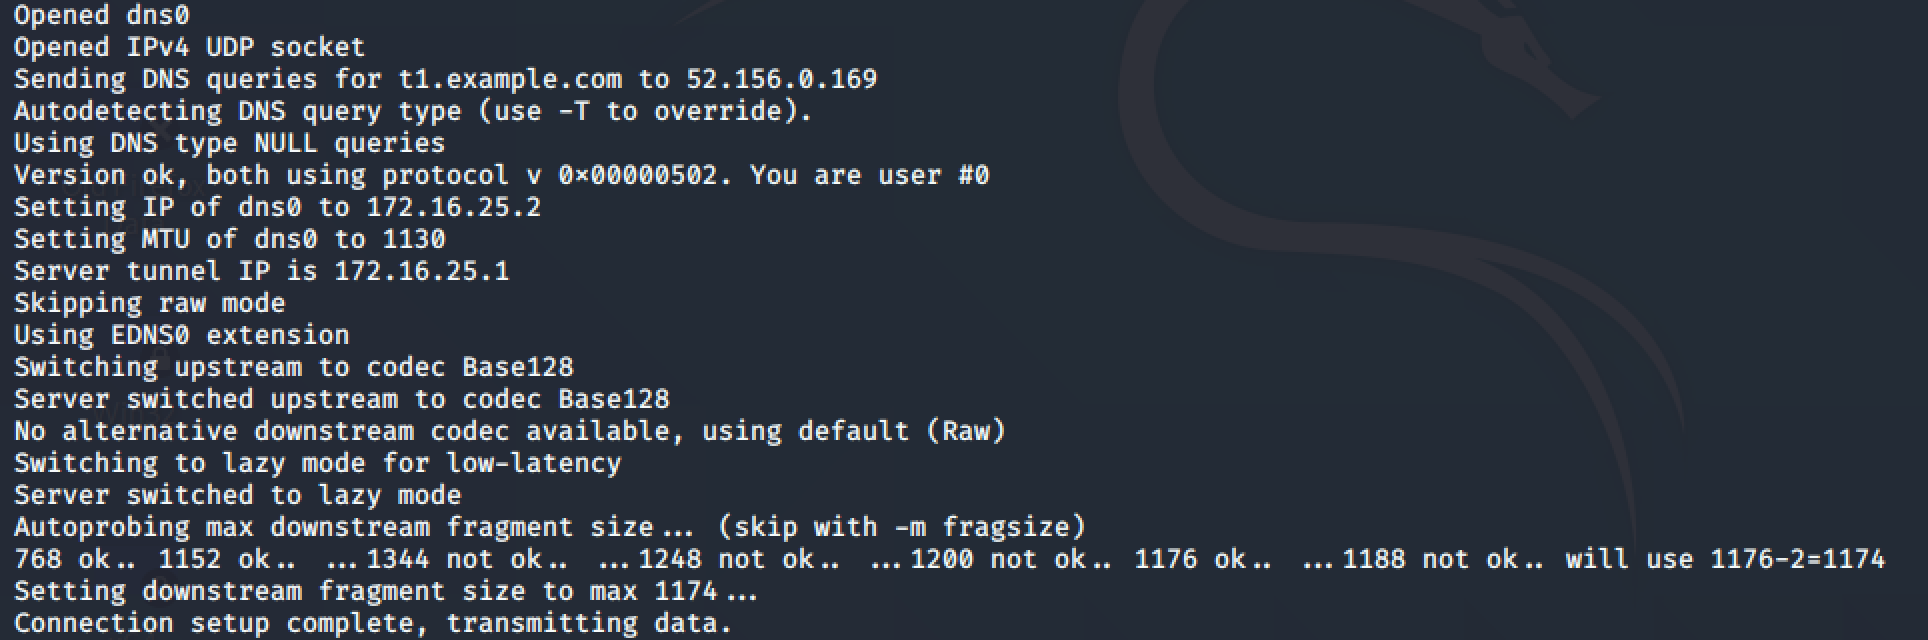 Opened dns0
Opened IPv4 UDP socket
Sending DNS queries for t1.example.com to 52.156.0.169
Autodetecting DNS query type (use -T to override).
Using DNS type NULL queries
Version ok, both using protocol v 0×00000502. You are user #0
Setting IP of dns0 to 172.16.25.2
Setting MTU of dns0 to 1130
Server tunnel IP is 172.16.25.1
Skipping raw mode
Using EDNS0 extension
Switching upstream to codec Base128
Server switched upstream to codec Base128
No alternative downstream codec available, using default (Raw)
Switching to lazy mode for low-latency
Server switched to lazy mode
Autoprobing max downstream fragment size... (skip with -m fragsize)
768 ok.. 1152 ok.. ...1344 not ok.. ...1248 not ok.. ...1200 not ok.. 1176 ok.. ...1188 not ok.. will use 1176-2=1174
Setting downstream fragment size to max 1174...
Connection setup complete, transmitting data.